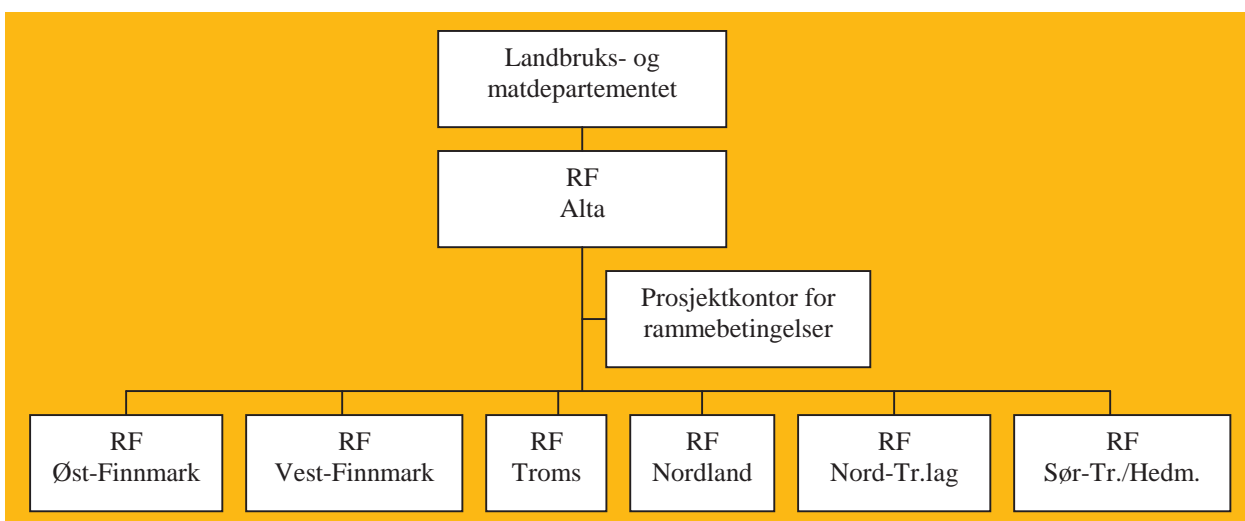 Landbruks- og
matdepartementet
RF
Alta
Prosjektkontor for
rammebetingelser
RF
Øst-Finnmark
RF
Vest-Finnmark
RF
Troms
RF
Nordland
RF
Nord-Tr.lag
RF
Sør-Tr./Hedm.